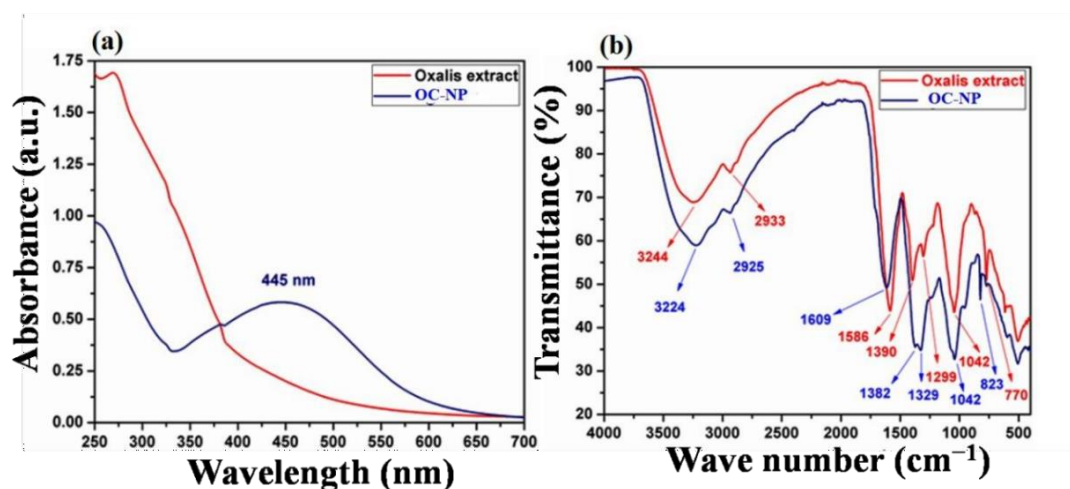 (a)
Absorbance (a.u.)
1.75
1.50
1.25
1.00
0.75
0.50
0.25
0.00
Oxalis extract
OC-NP
445 nm
250 300 350 400 450 500 550 600 650 700
Wavelength (nm)
(b)
Transmittance (%)
100
90
80
70
60
50
40
30
20
Oxalis extract
OC-NP
2933
3244
2925
3224
1609
1586
1390
1299
1042
1382
1329
1042
823
770
4000 3500 3000 2500 2000 1500 1000 500
Wave number (cm⁻¹)